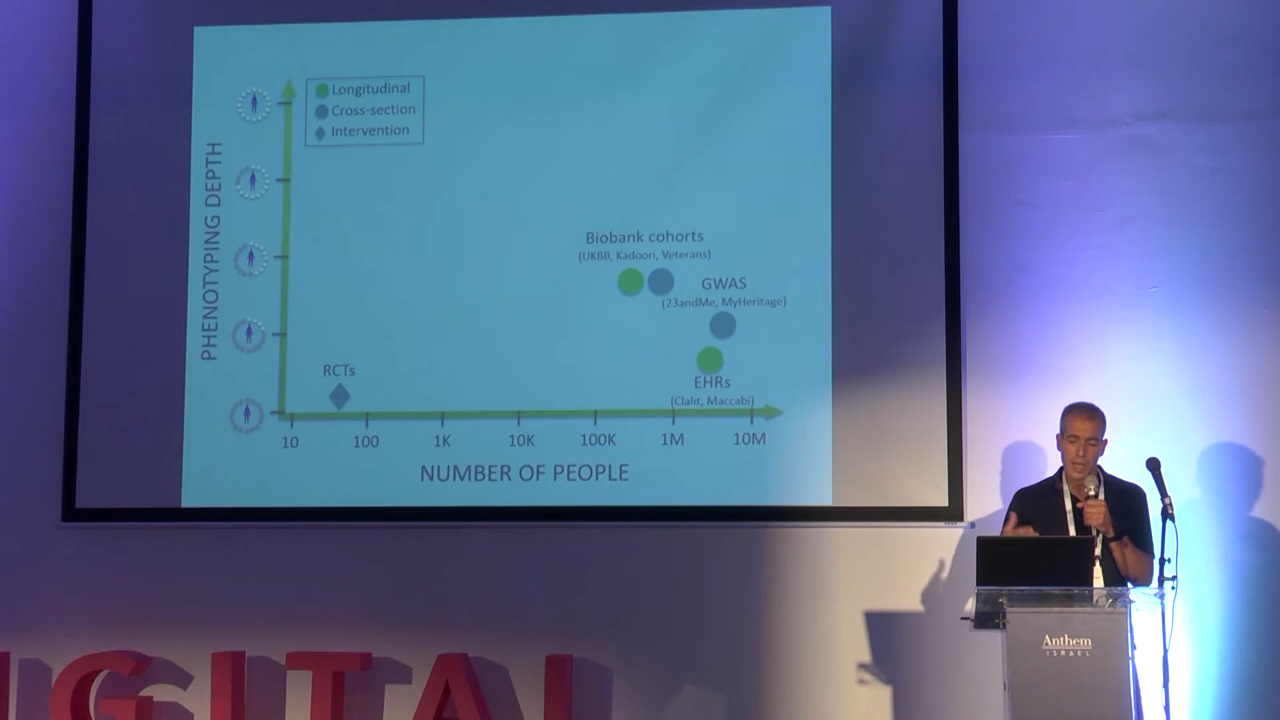 Longitudinal
Cross-section
Intervention
PHENOTYPING DEPTH
Biobank cohorts
(UKBB, Kadoori, Veterans)
GWAS
(23andMe, MyHeritage)
RCTs
EHRs
(Clalit, Maccabi)
10 100 1K 10K 100K 1M 10M
NUMBER OF PEOPLE
Anthem
ISRAEL
IGITAL